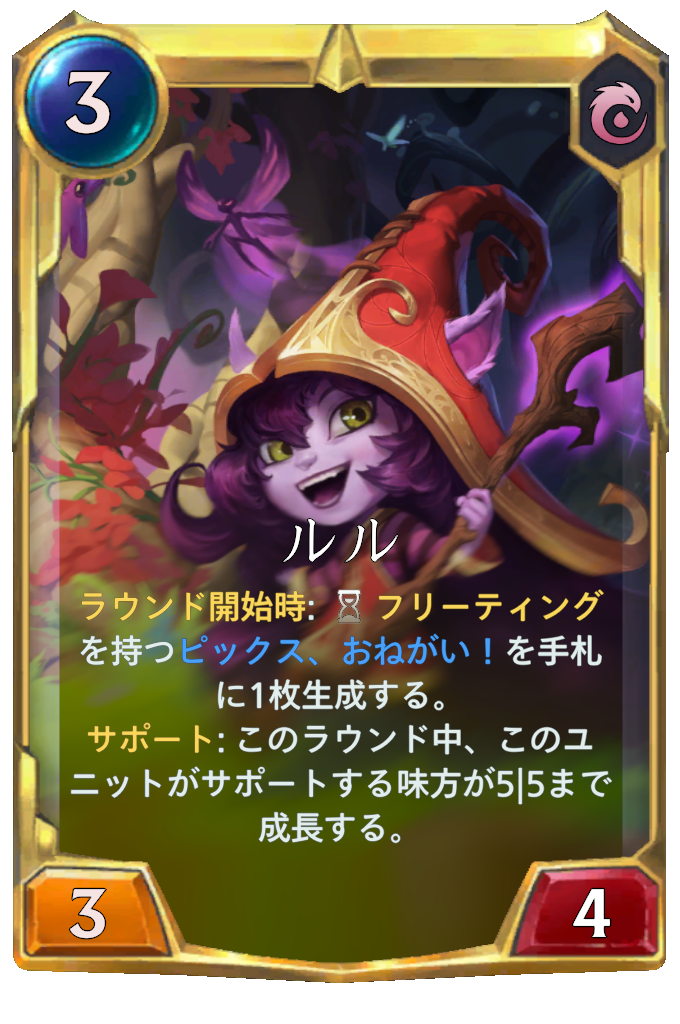 3
ルル
ラウンド開始時: フリーティング
を持つピックス、おねがい！を手札
に1枚生成する。
サポート: このラウンド中、このユ
ニットがサポートする味方が5|5まで
成長する。
3
4